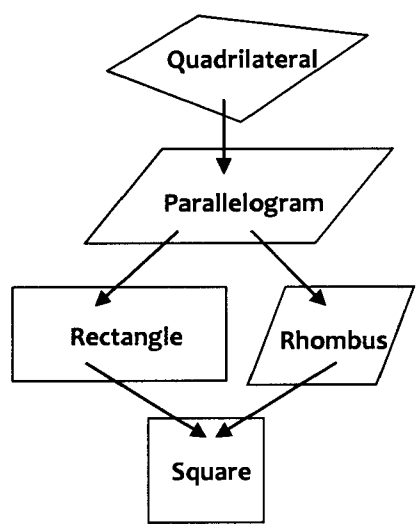 Quadrilateral
Parallelogram
Rectangle
Rhombus
Square